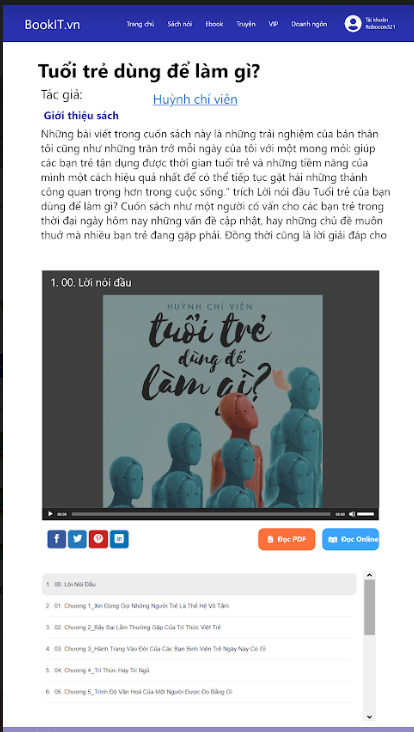 BookIT.vn
Trang chủ Sách nói Ebook Truyện VIP Doanh ngôn
Tài khoản
Robocon321
Tuổi trẻ dùng để làm gì?
Tác giả: Huỳnh chí viễn
Giới thiệu sách
Những bài viết trong cuốn sách này là những trải nghiệm của bản thân
tôi cũng như những trăn trở mỗi ngày của tôi với một mong mỏi: giúp
các bạn trẻ tận dụng được thời gian tuổi trẻ và những tiềm năng của
mình một cách hiệu quả nhất để có thể tiếp tục gặt hái những thành
công quan trọng hơn trong cuộc sống." trích Lời nói đầu Tuổi trẻ của bạn
dùng để làm gì? Cuốn sách như một người cố vấn cho các bạn trẻ trong
thời đại ngày hôm nay những vấn đề cập nhật, hay những chủ đề muôn
thuở mà nhiều bạn trẻ đang gặp phải. Đồng thời cũng là lời giải đáp cho
1. 00. Lời nói đầu
HUỲNH CHÍ VIỄN
tuổi trẻ
dùng để
làm gì?
00:00 00:00
Đọc PDF Đọc Online
1. 00. Lời Nói Đầu
2. 01. Chương 1_Xin Đừng Gọi Những Người Trẻ Là Thế Hệ Vô Tâm
3. 02. Chương 2_Bảy Sai Lầm Thường Gặp Của Trí Thức Việt Trẻ
4. 03. Chương 3_Hành Trang Vào Đời Của Các Bạn Sinh Viên Trẻ Ngày Nay Có Gì
5. 04. Chương 4_Trí Thức Hay Trí Ngủ
6. 05. Chương 5_Trình Độ Văn Hoá Của Một Người Được Đo Bằng Gì